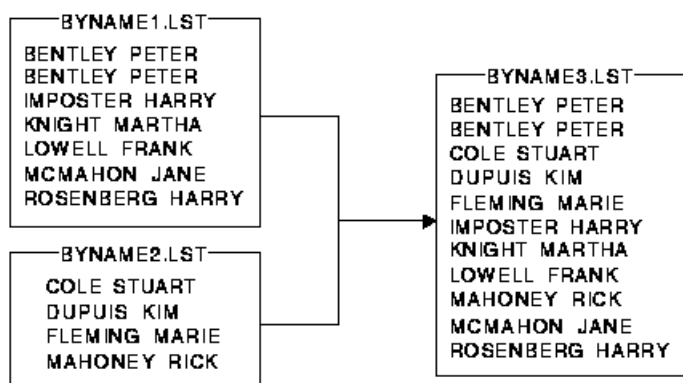 BYNAME1.LST
BENTLEY PETER
BENTLEY PETER
IMPOSTER HARRY
KNIGHT MARTHA
LOWELL FRANK
MCMAHON JANE
ROSENBERG HARRY
BYNAME2.LST
COLE STUART
DUPUIS KIM
FLEMING MARIE
MAHONEY RICK
BYNAME3.LST
BENTLEY PETER
BENTLEY PETER
COLE STUART
DUPUIS KIM
FLEMING MARIE
IMPOSTER HARRY
KNIGHT MARTHA
LOWELL FRANK
MAHONEY RICK
MCMAHON JANE
ROSENBERG HARRY